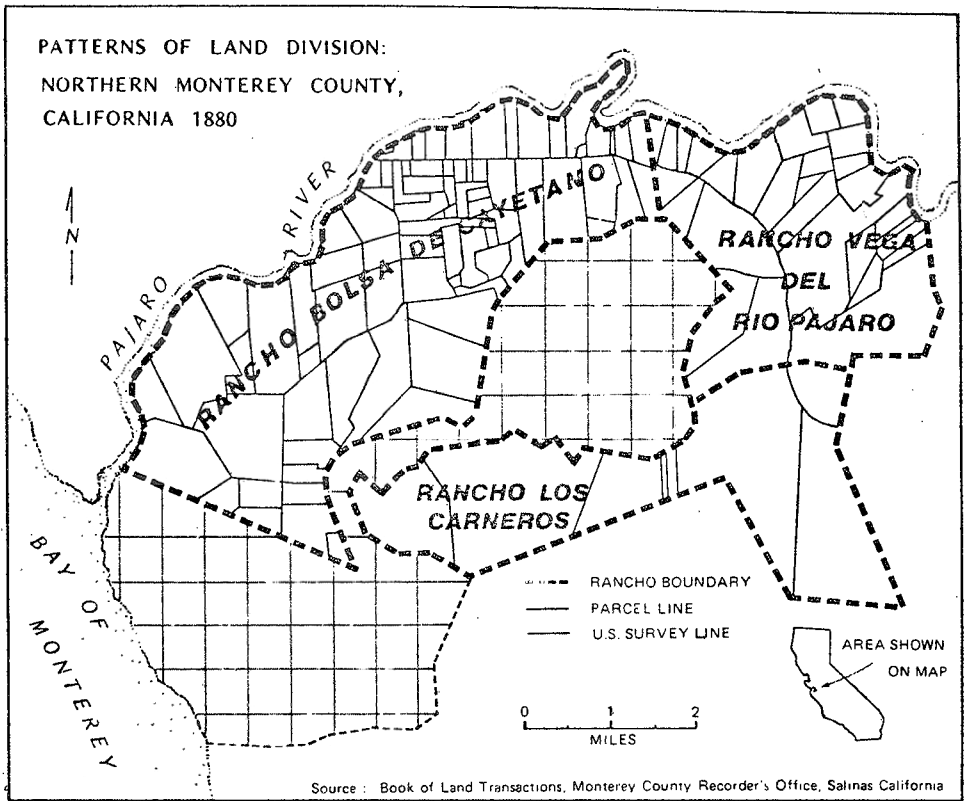 PATTERNS OF LAND DIVISION:
NORTHERN MONTEREY COUNTY,
CALIFORNIA 1880
N
PAJARO RIVER
RANCHO BOLSA DE CAYETANO
RANCHO VEGA
DEL
RIO PAJARO
RANCHO LOS
CARNEROS
BAY OF
MONTEREY
RANCHO BOUNDARY
PARCEL LINE
U.S. SURVEY LINE
AREA SHOWN
ON MAP
0 1 2
MILES
Source : Book of Land Transactions, Monterey County Recorder's Office, Salinas California